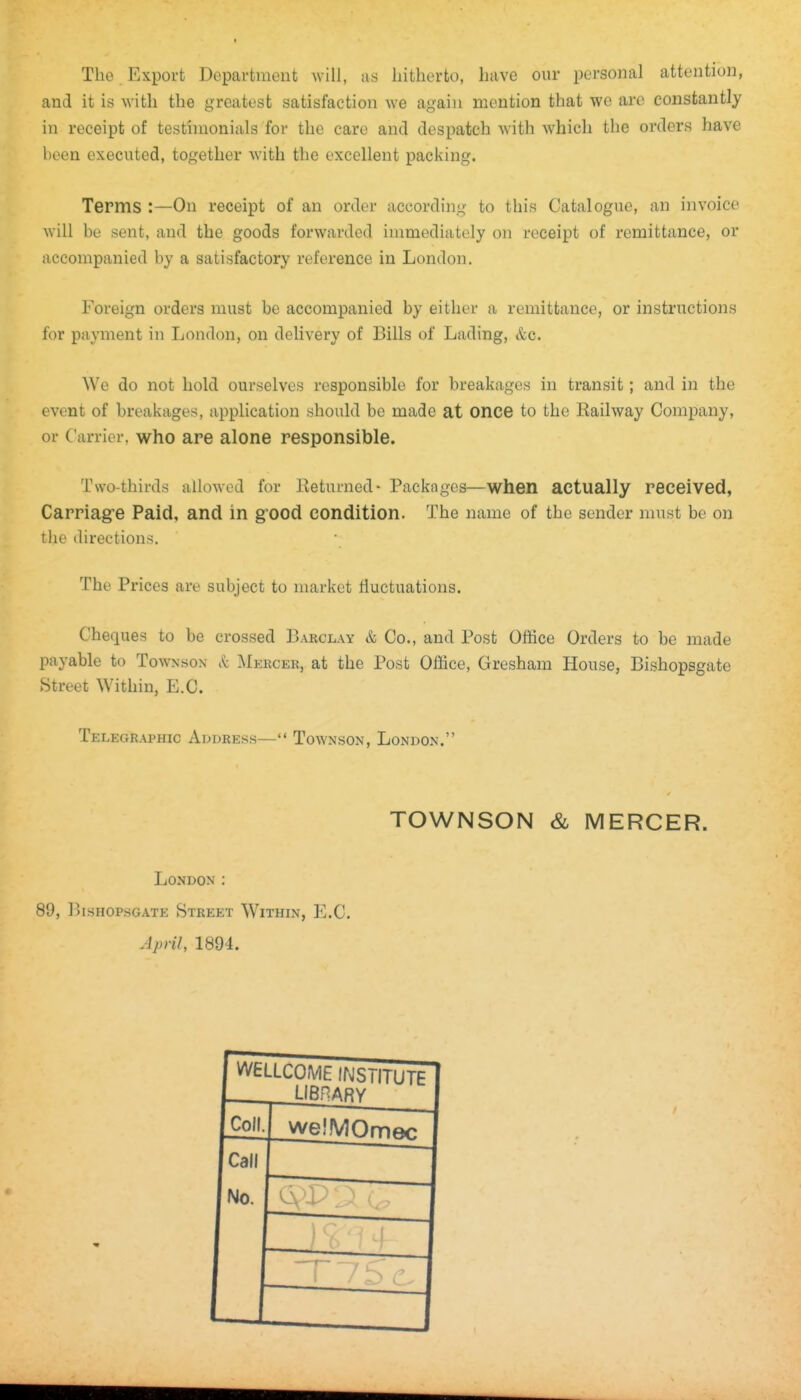 The Export Department will, as hitherto, have our personal attention,
and it is with the greatest satisfaction we again mention that we are constantly
in receipt of testimonials for the care and despatch with which the orders have
been executed, together with the excellent packing.
Terms :—On receipt of an order according to this Catalogue, an invoice
will be sent, and the goods forwarded immediately on receipt of remittance, or
accompanied by a satisfactory reference in London.
Foreign orders must be accompanied by either a remittance, or instructions
for payment in London, on delivery of Bills of Lading, &c.
We do not hold ourselves responsible for breakages in transit; and in the
event of breakages, application should be made at once to the Railway Company,
or Carrier, who are alone responsible.
Two-thirds allowed for Returned Packages—when actually received,
Carriage Paid, and in good condition. The name of the sender must be on
the directions.
The Prices are subject to market fluctuations.
Cheques to be crossed Barclay & Co., and Post Office Orders to be made
payable to Townson & Mercer, at the Post Office, Gresham House, Bishopsgate
Street Within, E.C.
Telegraphic Address—“ Townson, London.”
TOWNSON & MERCER.
London :
89, Bishopsgate Street Within, E.C.
April, 1894.
WELLCOME INSTITUTE
LIBRARY
Coll. welMOmec
Call
No. QP26
1894
T75c